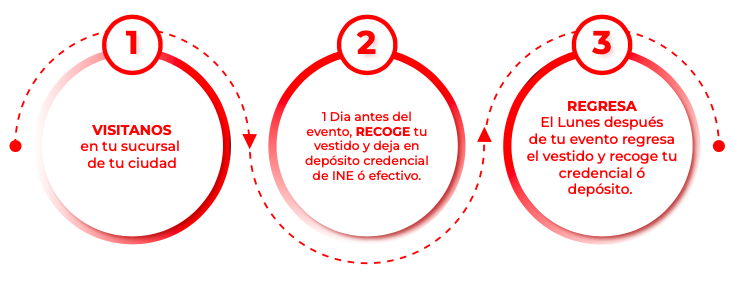 1
VISITANOS
en tu sucursal
de tu ciudad
2
1 Dia antes del
evento, RECOGE tu
vestido y deja en
depósito credencial
de INE ó efectivo.
3
REGRESA
El Lunes después
de tu evento regresa
el vestido y recoge tu
credencial ó
depósito.